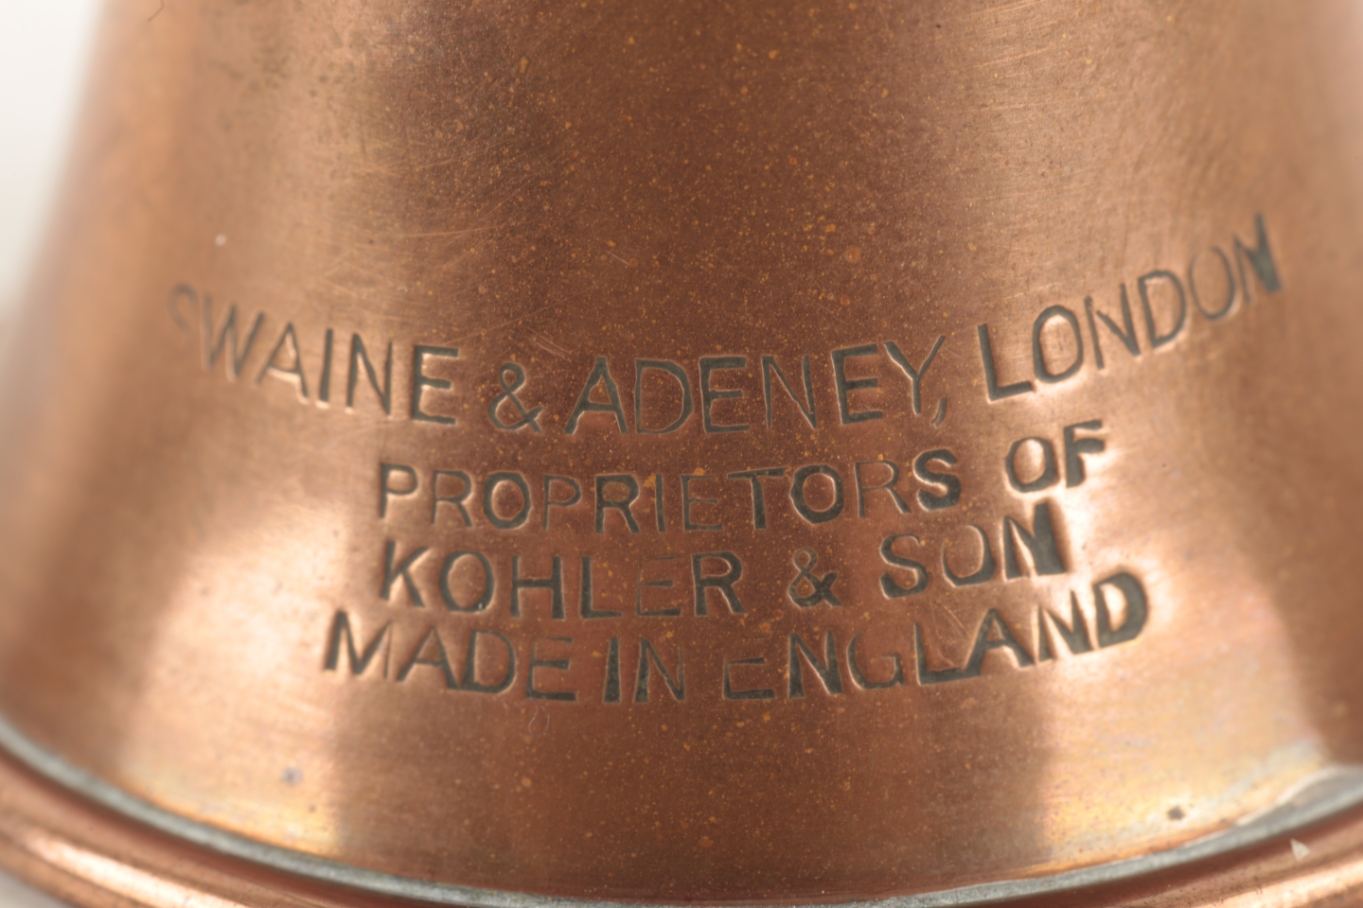 SWAINE & ADENEY, LONDON
PROPRIETORS OF
KOHLER & SON
MADE IN ENGLAND